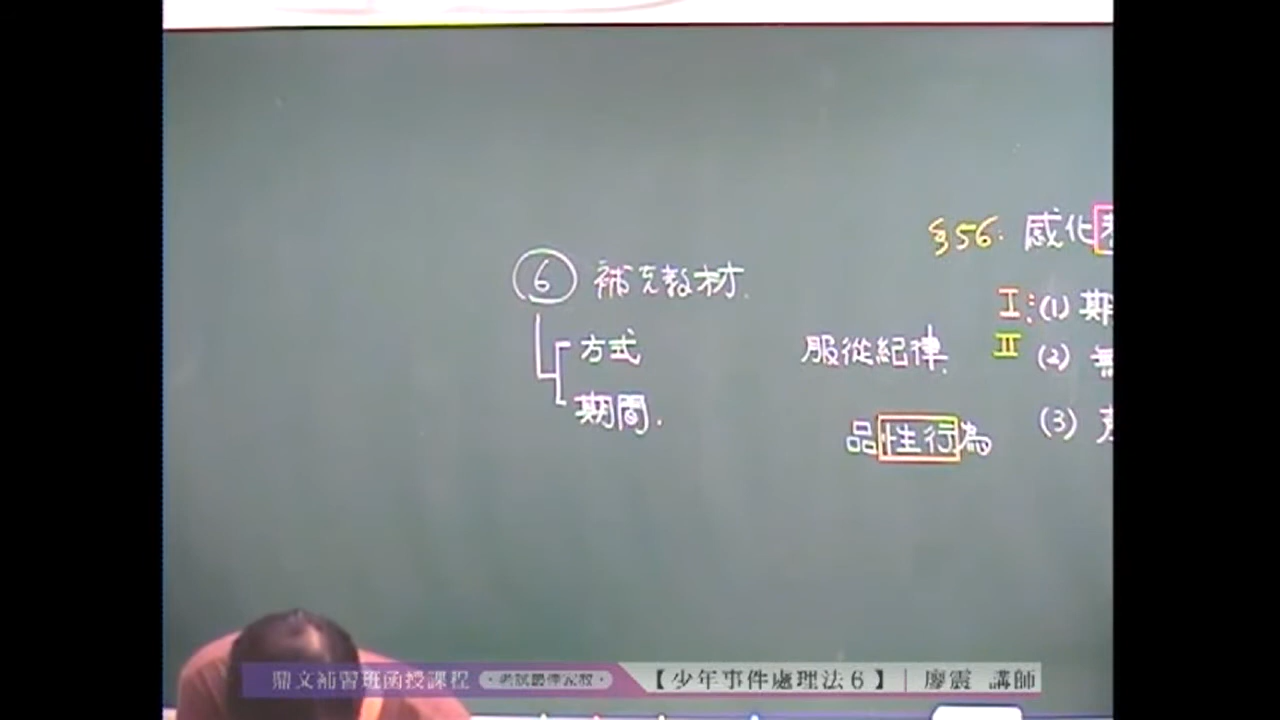 ⑥ 補充教材.
方式
期間.
服從紀律.
品性行為
§56. 感化
I:(1) 期
II (2) 無
(3)
鼎文補習班函授課程
【少年事件處理法6】| 廖震 講師